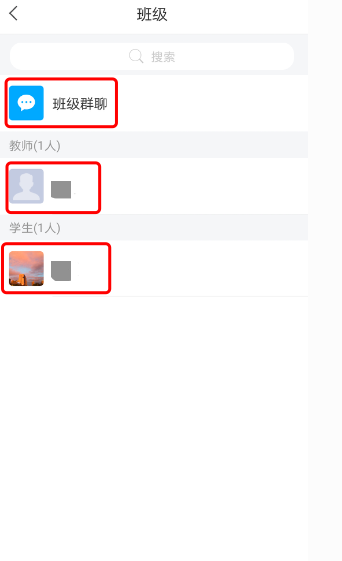 班级
搜索
班级群聊
教师(1人)
学生(1人)